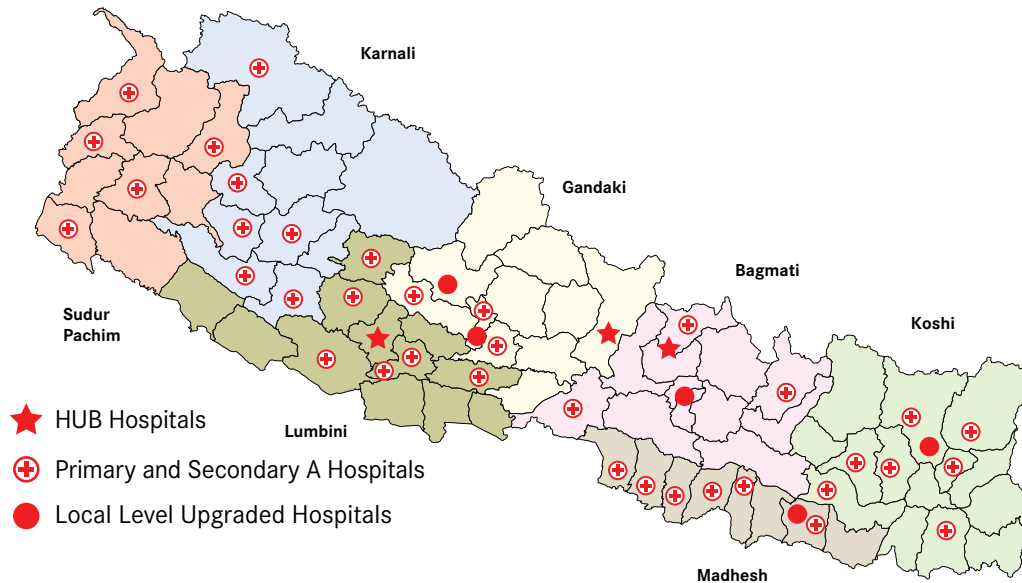 Karnali
Gandaki
Bagmati
Koshi
Sudur
Pachim
Lumbini
Madhesh
HUB Hospitals
Primary and Secondary A Hospitals
Local Level Upgraded Hospitals